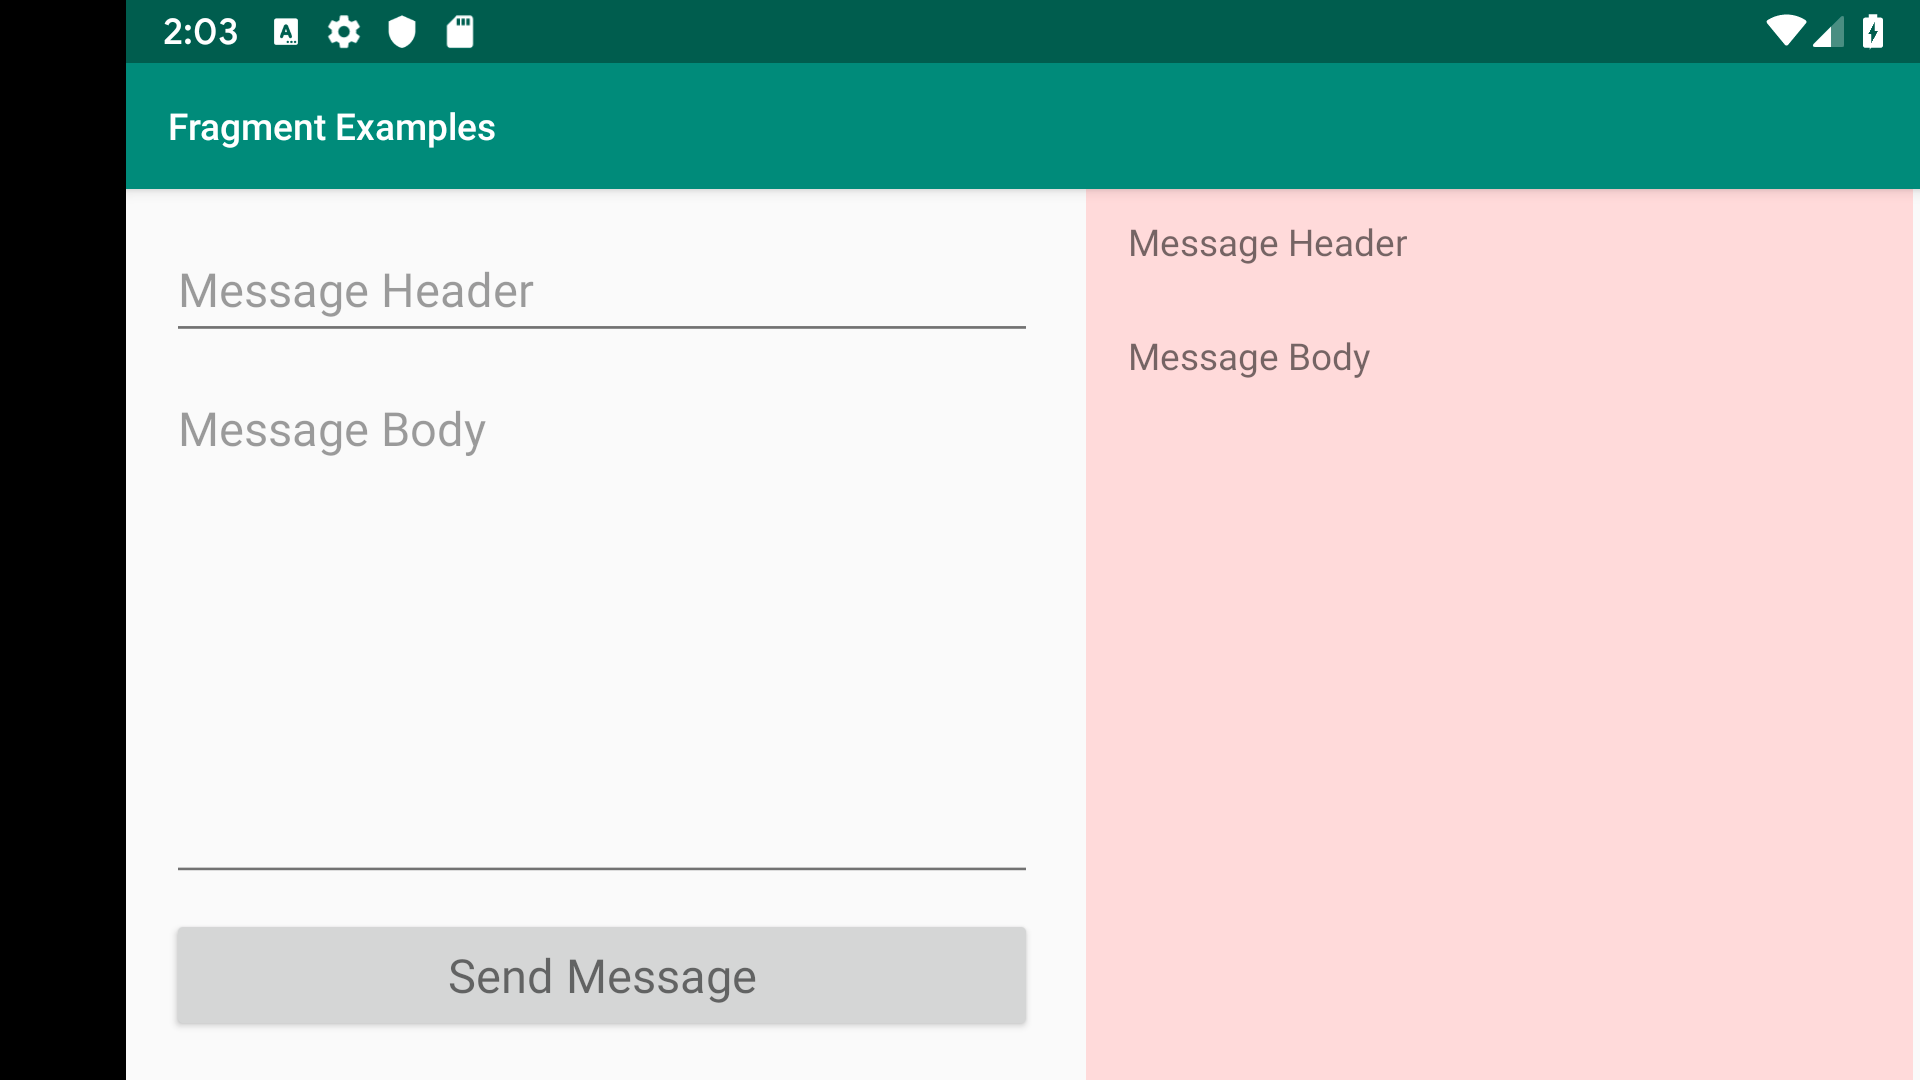 2:03
Fragment Examples
Message Header
Message Body
Send Message
Message Header
Message Body